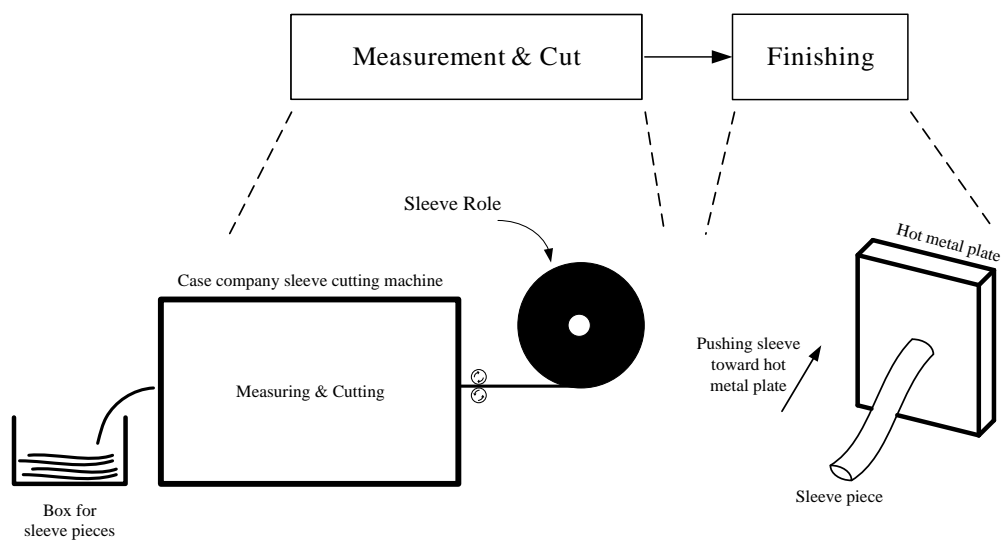 Measurement & Cut
Finishing
Sleeve Role
Hot metal plate
Case company sleeve cutting machine
Pushing sleeve
toward hot
metal plate
Measuring & Cutting
Sleeve piece
Box for
sleeve pieces